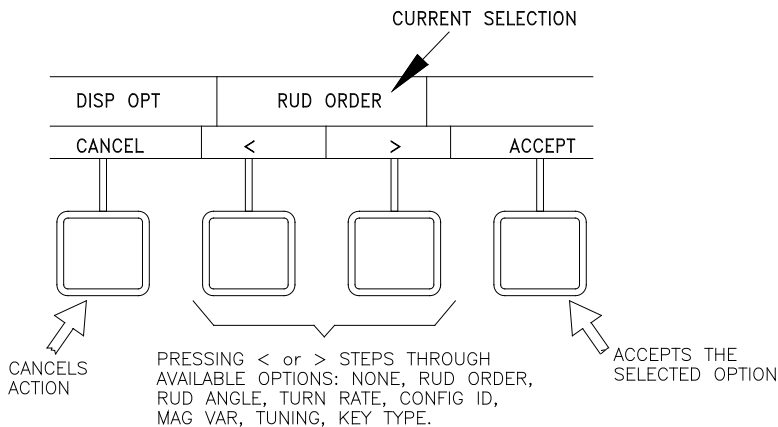 CURRENT SELECTION
DISP OPT
RUD ORDER
CANCEL
<
>
ACCEPT
CANCELS
ACTION
PRESSING < or > STEPS THROUGH
AVAILABLE OPTIONS: NONE, RUD ORDER,
RUD ANGLE, TURN RATE, CONFIG ID,
MAG VAR, TUNING, KEY TYPE.
ACCEPTS THE
SELECTED OPTION